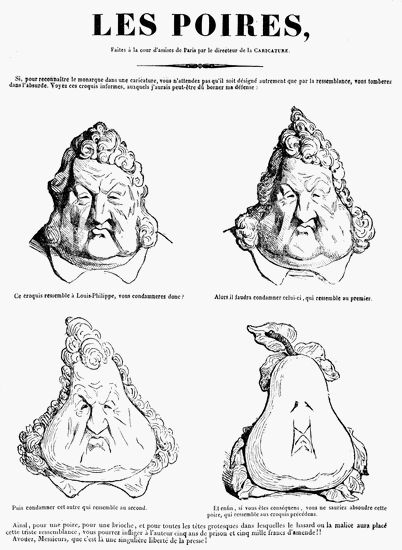 LES POIRES,
Faites à la cour d'assises de Paris par le directeur de la CARICATURE.
Si, pour reconnaître le monarque dans une caricature, vous n'attendez pas qu'il soit désigné autrement que par la ressemblance, vous tomberez
dans l'absurde. Voyez ces croquis informes, auxquels j'aurais peut-être dû borner ma défense :
Ce croquis ressemble à Louis-Philippe, vous condamnerez donc ?
Alors il faudra condamner celui-ci, qui ressemble au premier.
Puis condamner cet autre qui ressemble au second.
Et enfin, si vous êtes conséquens, vous ne sauriez absoudre cette
poire, qui ressemble aux croquis précédens.
Ainsi, pour une poire, pour une brioche, et pour toutes les têtes grotesques dans lesquelles le hasard ou la malice aura placé
cette triste ressemblance, vous pourrez infliger à l'auteur cinq ans de prison et cinq mille francs d'amende!!
Avouez, Messieurs, que c'est là une singulière liberté de la presse!